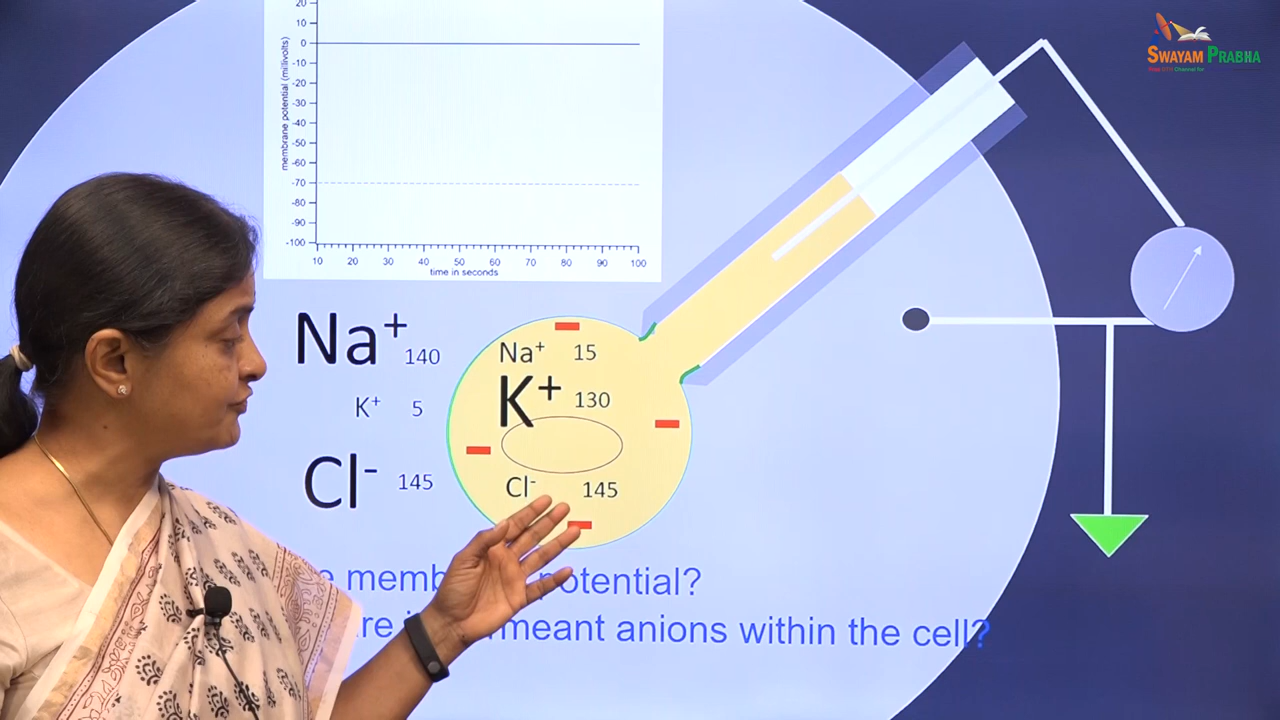 20
10
0
-10
-20
-30
-40
-50
-60
-70
-80
-90
-100
membrane potential (millivolts)
10 20 30 40 50 60 70 80 90 100
time in seconds
SWAYAM PRABHA
Na+ 140
K+ 5
Cl- 145
Na+ 15
K+ 130
Cl- 145
potential?
anions within the cell?